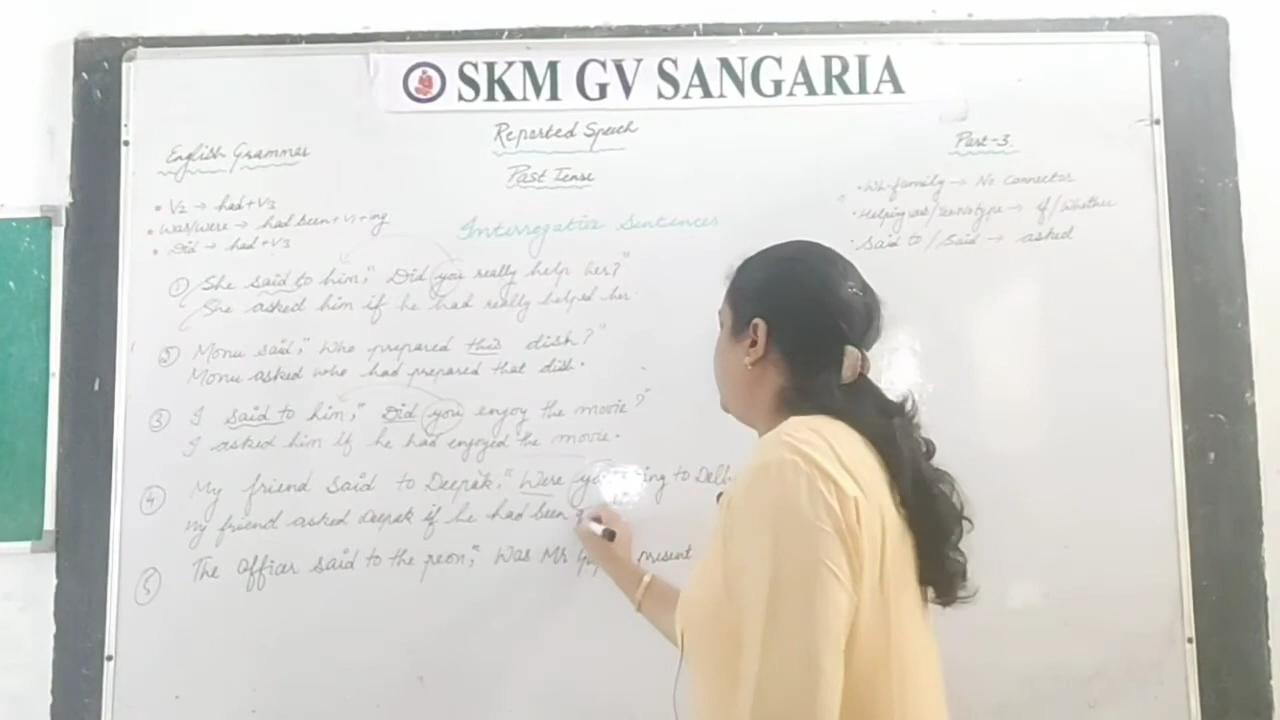 SKM GV SANGARIA
Reported Speech
English Grammar
Part-3.
Past Tense
• V2 → had+V3
• was/were → had been+V1+ing
• Did → had+V3
• Wh-family → No Connector
• Helping verb/Yes No type → if/whether
• said to/said → asked
Interrogative Sentences
① She said to him," Did you really help her?"
She asked him if he had really helped her.
② Monu said," Who prepared this dish?"
Monu asked who had prepared that dish.
③ I said to him," Did you enjoy the movie?"
I asked him if he had enjoyed the movie.
④ My friend said to Deepak," Were to
My friend asked Deepak if he had been
⑤ The officer said to the peon," Was Mr present